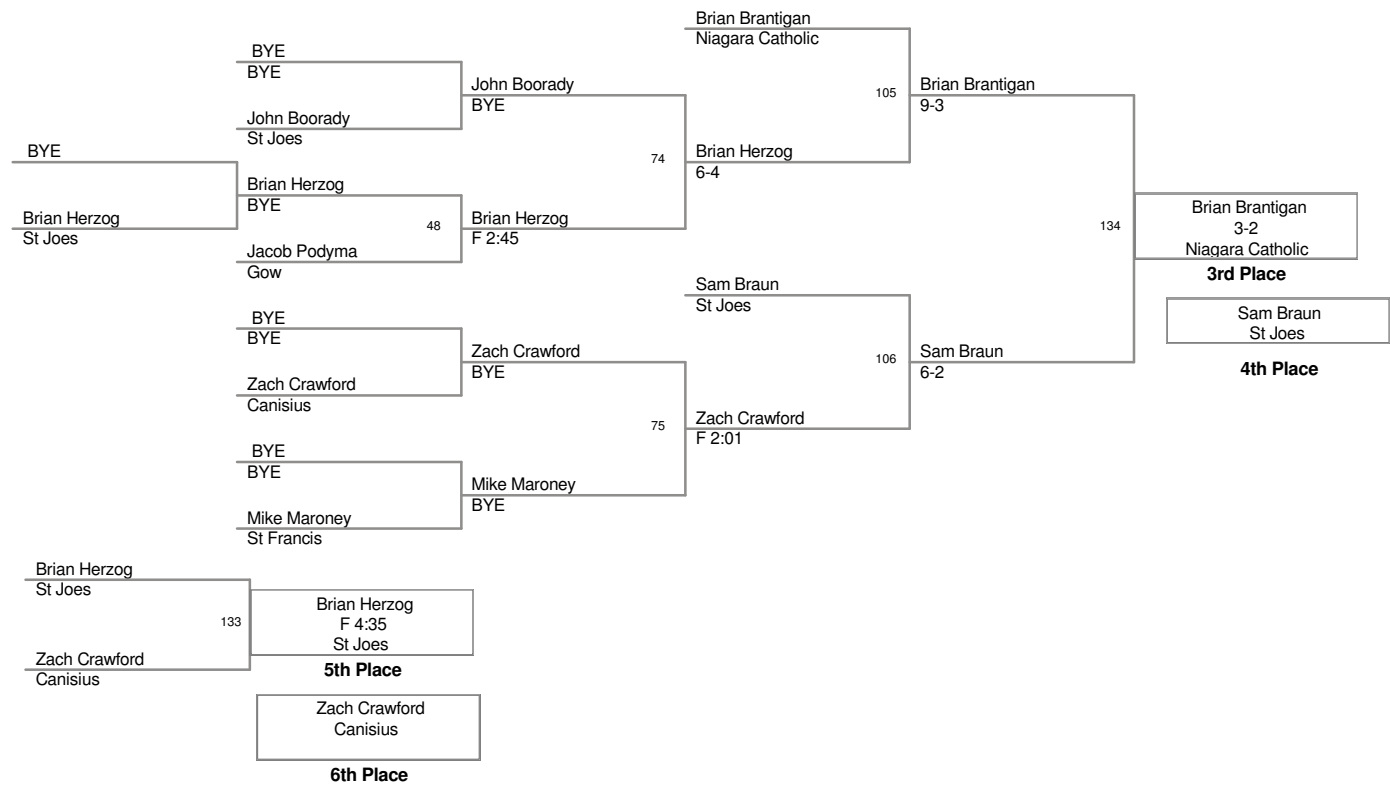 Brian Brantigan
Niagara Catholic
BYE
BYE
John Boorady
BYE
105
Brian Brantigan
9-3
John Boorady
St Joes
BYE
74
Brian Herzog
6-4
Brian Herzog
BYE
Brian Herzog
St Joes
48
Brian Herzog
F 2:45
134
Brian Brantigan
3-2
Niagara Catholic
3rd Place
Jacob Podyma
Gow
Sam Braun
St Joes
Sam Braun
St Joes
4th Place
BYE
BYE
Zach Crawford
BYE
106
Sam Braun
6-2
Zach Crawford
Canisius
75
Zach Crawford
F 2:01
BYE
BYE
Mike Maroney
BYE
Mike Maroney
St Francis
Brian Herzog
St Joes
133
Brian Herzog
F 4:35
St Joes
5th Place
Zach Crawford
Canisius
Zach Crawford
Canisius
6th Place